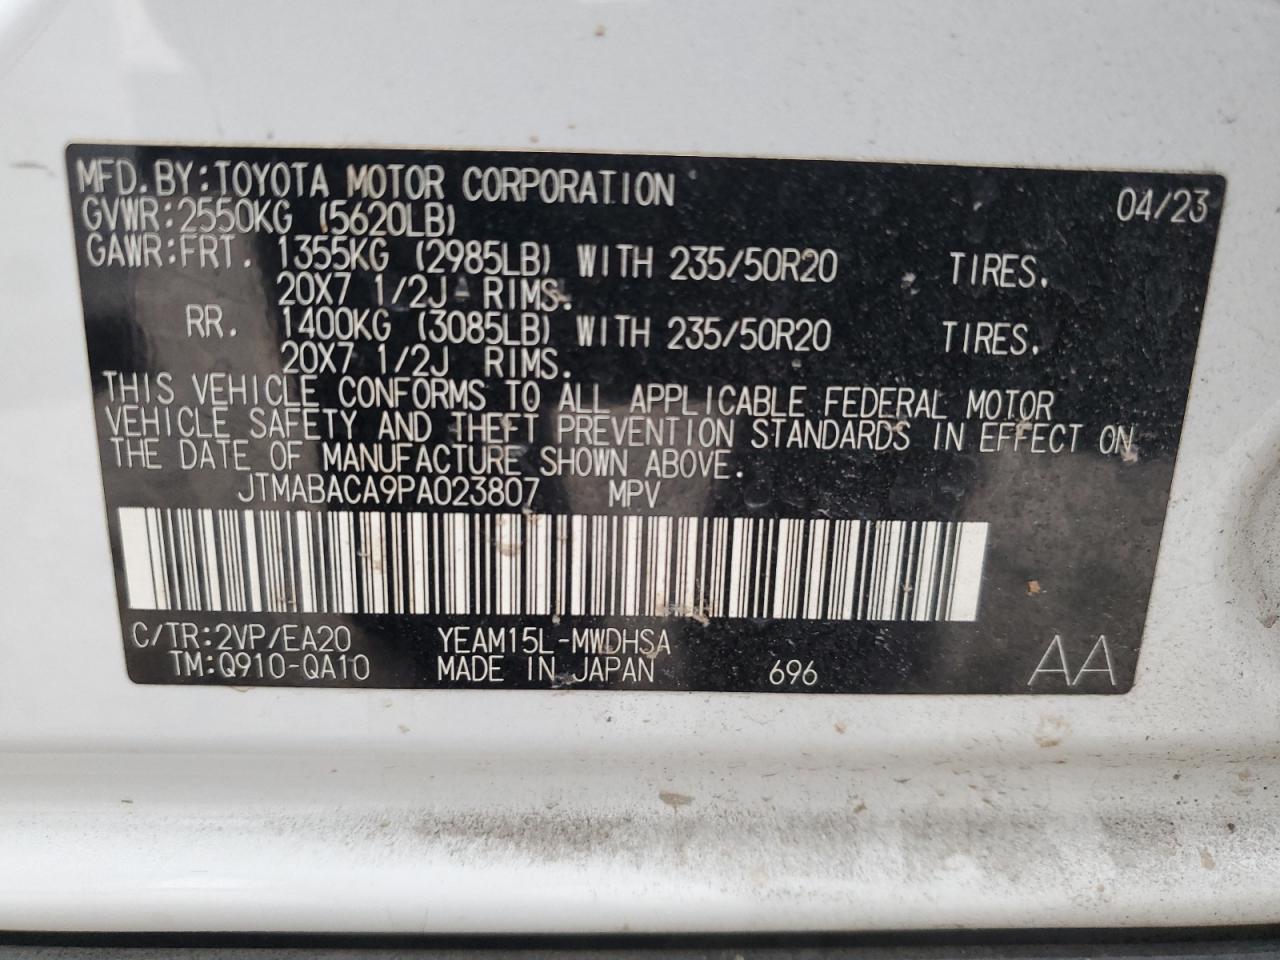 MFD. BY: TOYOTA MOTOR CORPORATION 04/23
GVWR: 2550KG (5620LB)
GAWR: FRT. 1355KG (2985LB) WITH 235/50R20 TIRES.
20X7 1/2J RIMS.
RR. 1400KG (3085LB) WITH 235/50R20 TIRES.
20X7 1/2J RIMS.
THIS VEHICLE CONFORMS TO ALL APPLICABLE FEDERAL MOTOR
VEHICLE SAFETY AND THEFT PREVENTION STANDARDS IN EFFECT ON
THE DATE OF MANUFACTURE SHOWN ABOVE.
JTMABACA9PA023807 MPV
C/TR: 2VP/EA20 YEAM15L-MWDHSA
TM: Q910-QA10 MADE IN JAPAN 696 AA